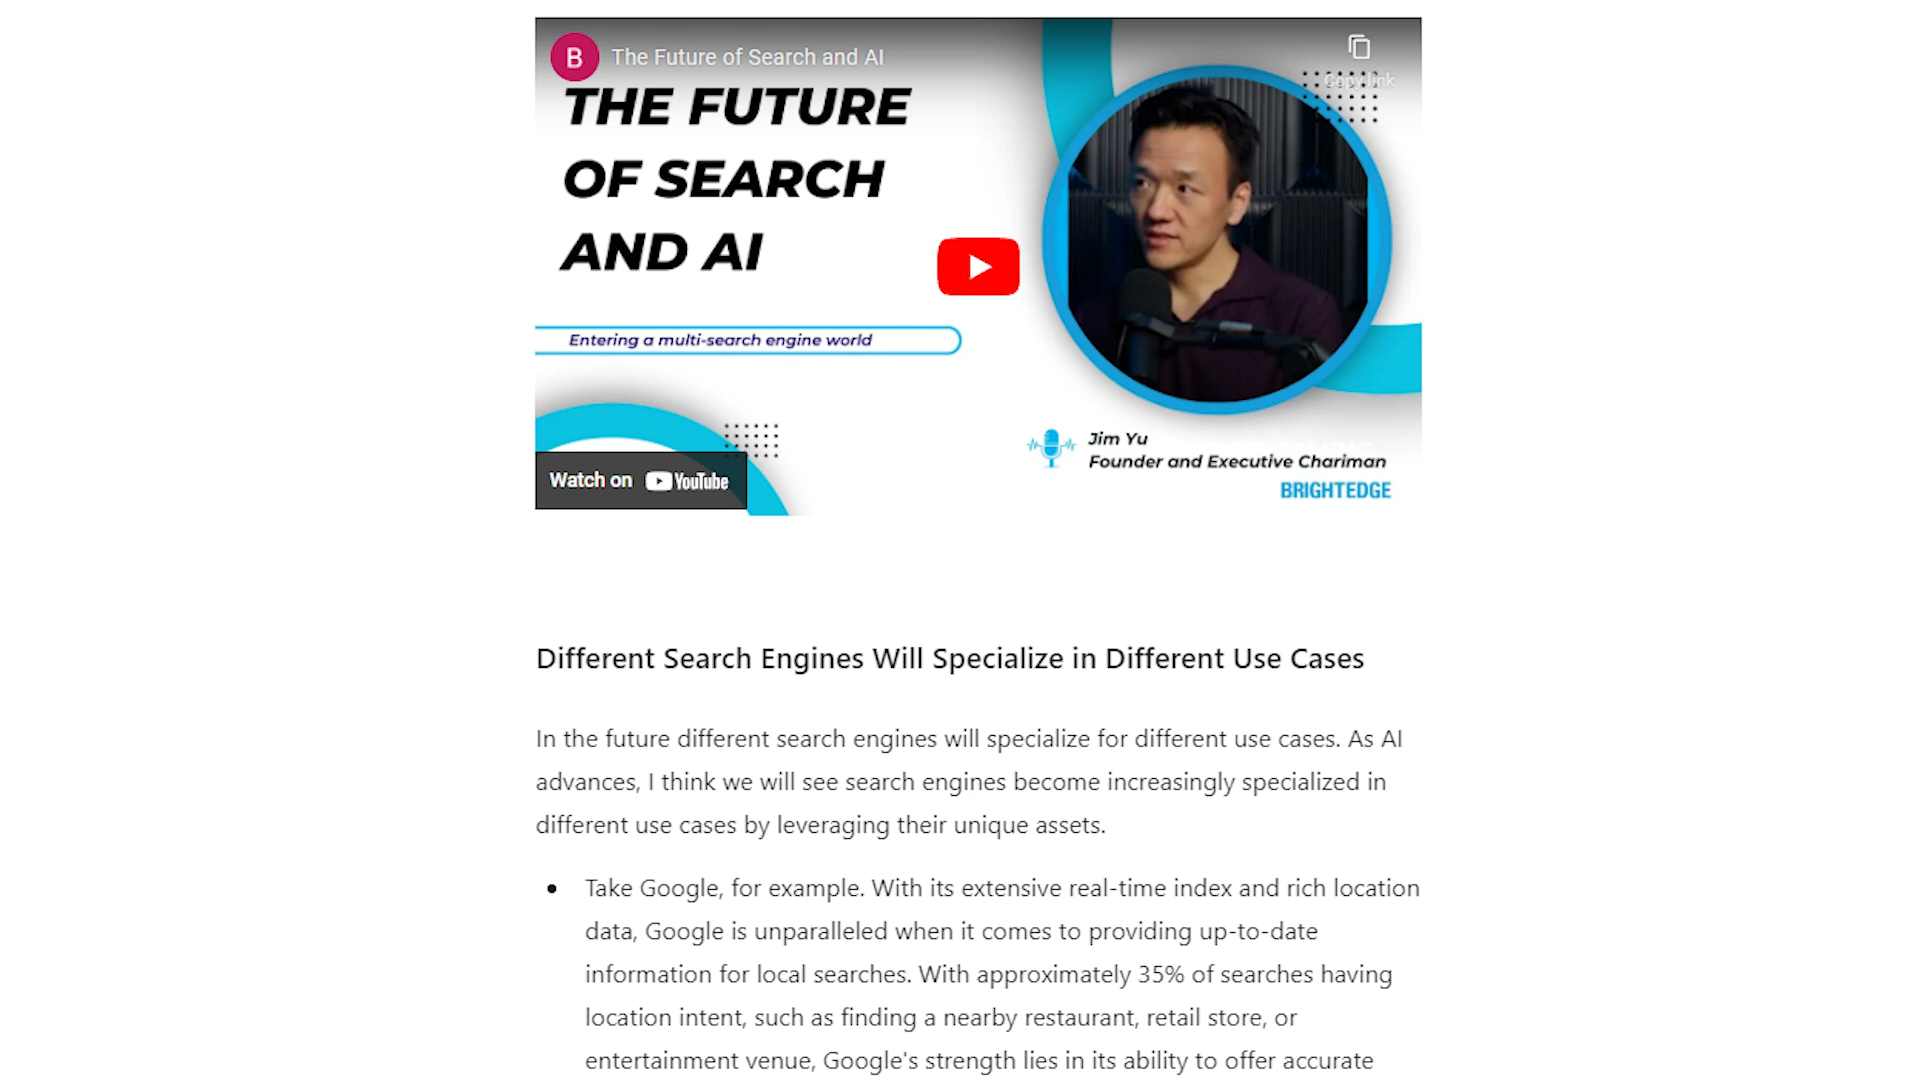 B The Future of Search and AI
Copy link
THE FUTURE
OF SEARCH
AND AI
Entering a multi-search engine world
Jim Yu
Founder and Executive Chariman
BRIGHTEDGE
Watch on YouTube
Different Search Engines Will Specialize in Different Use Cases
In the future different search engines will specialize for different use cases. As AI
advances, I think we will see search engines become increasingly specialized in
different use cases by leveraging their unique assets.
• Take Google, for example. With its extensive real-time index and rich location
data, Google is unparalleled when it comes to providing up-to-date
information for local searches. With approximately 35% of searches having
location intent, such as finding a nearby restaurant, retail store, or
entertainment venue, Google's strength lies in its ability to offer accurate